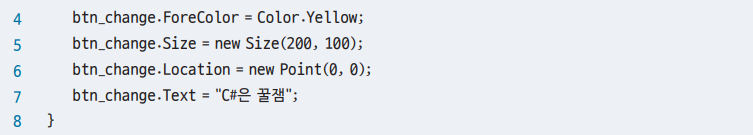 4 btn_change.ForeColor = Color.Yellow;
5 btn_change.Size = new Size(200, 100);
6 btn_change.Location = new Point(0, 0);
7 btn_change.Text = "C#은 꿀잼";
8 }